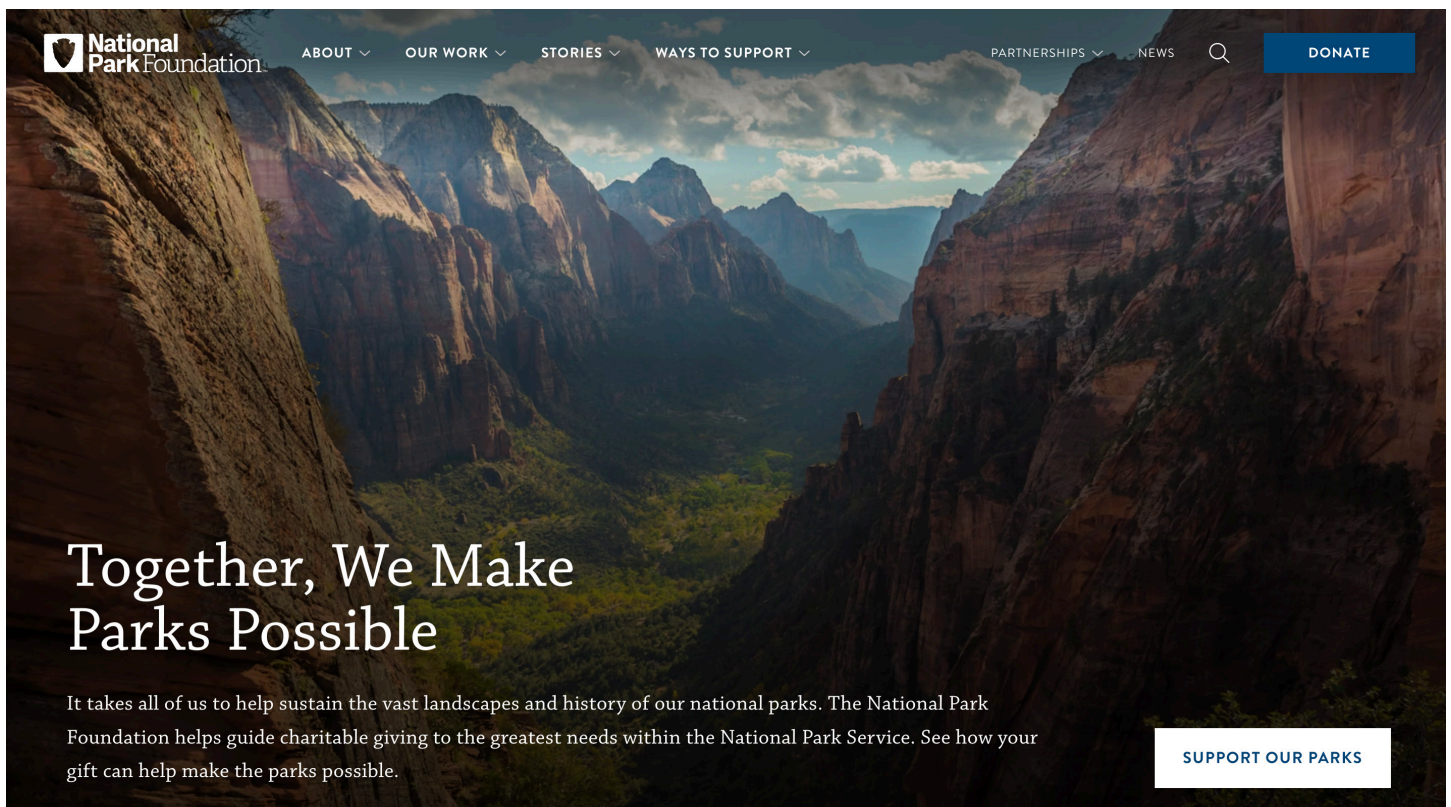 National
Park Foundation
ABOUT
OUR WORK
STORIES
WAYS TO SUPPORT
PARTNERSHIPS
NEWS
DONATE
Together, We Make
Parks Possible
It takes all of us to help sustain the vast landscapes and history of our national parks. The National Park
Foundation helps guide charitable giving to the greatest needs within the National Park Service. See how your
gift can help make the parks possible.
SUPPORT OUR PARKS